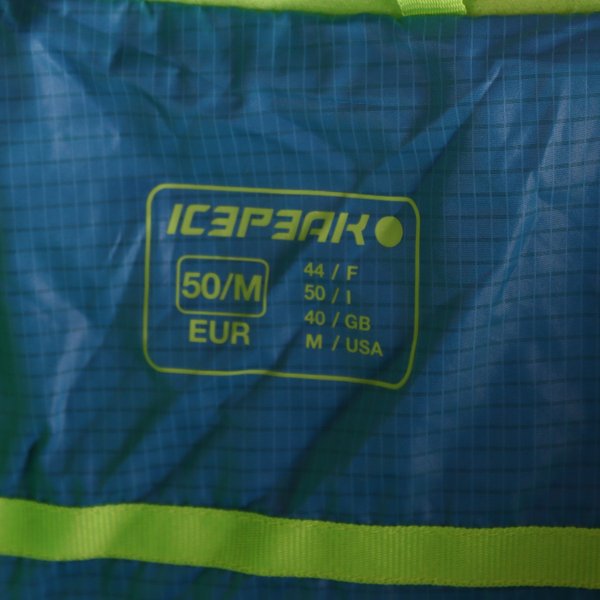 ICEPEAK
50/M
EUR
44 / F
50 / I
40 / GB
M / USA